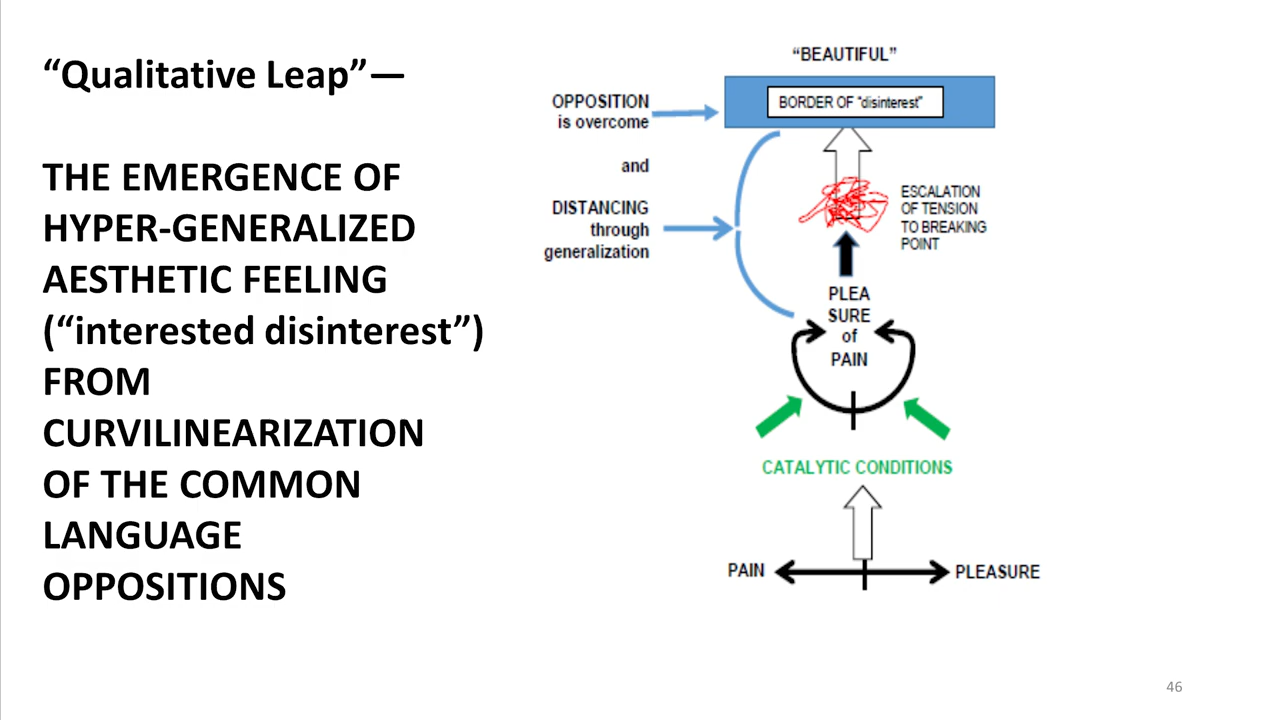 “Qualitative Leap”—
THE EMERGENCE OF
HYPER-GENERALIZED
AESTHETIC FEELING
(“interested disinterest”)
FROM
CURVILINEARIZATION
OF THE COMMON
LANGUAGE
OPPOSITIONS
“BEAUTIFUL”
BORDER OF “disinterest”
OPPOSITION
is overcome
and
DISTANCING
through
generalization
ESCALATION
OF TENSION
TO BREAKING
POINT
PLEA
SURE
of
PAIN
CATALYTIC CONDITIONS
PAIN
PLEASURE
46